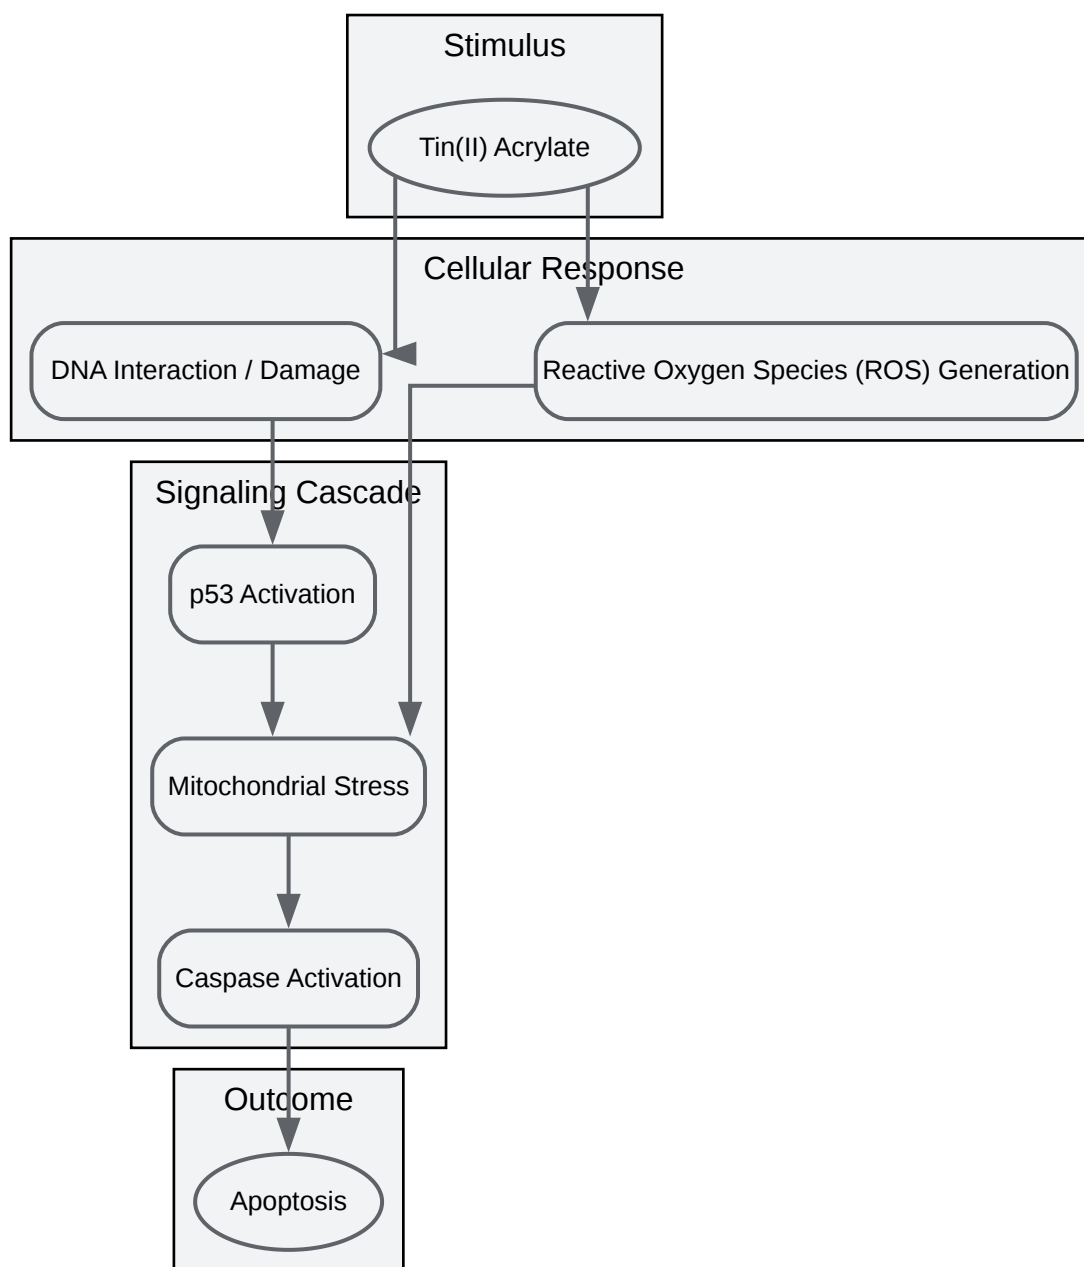 Stimulus
Tin(II) Acrylate
Cellular Response
DNA Interaction / Damage
Reactive Oxygen Species (ROS) Generation
Signaling Cascade
p53 Activation
Mitochondrial Stress
Caspase Activation
Outcome
Apoptosis